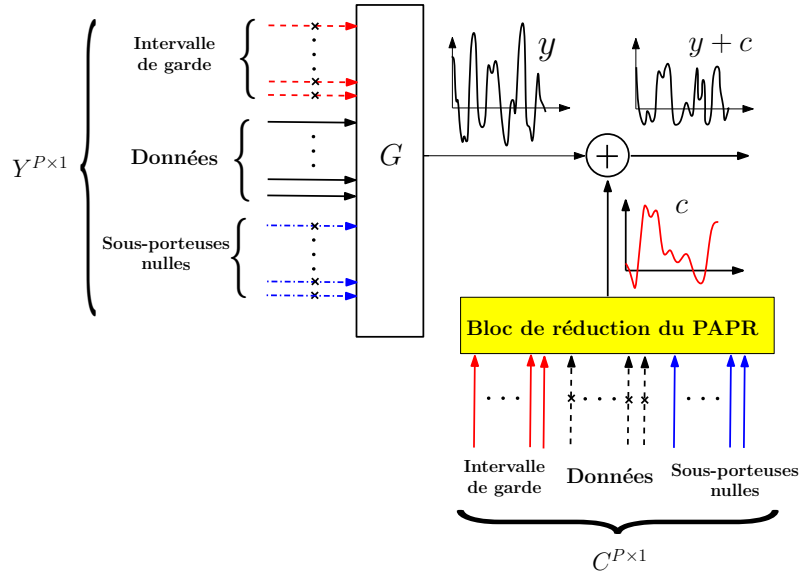 Intervalle
de garde
Données
Sous-porteuses
nulles
Y^{P×1}
G
y
y + c
+
c
Bloc de réduction du PAPR
Intervalle
de garde
Données
Sous-porteuses
nulles
C^{P×1}